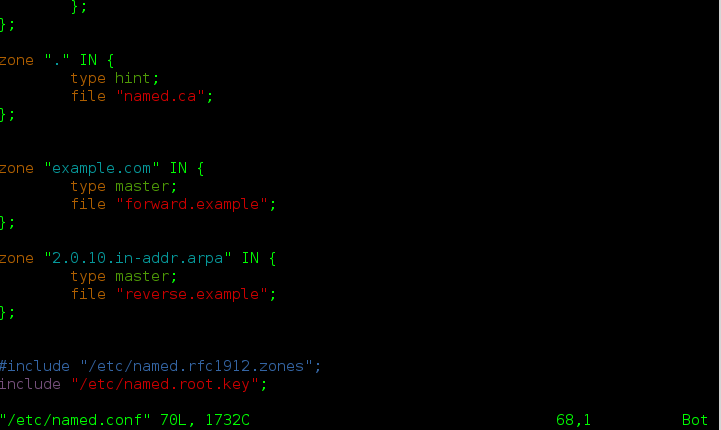 };
};
zone "." IN {
type hint;
file "named.ca";
};
zone "example.com" IN {
type master;
file "forward.example";
};
zone "2.0.10.in-addr.arpa" IN {
type master;
file "reverse.example";
};
#include "/etc/named.rfc1912.zones";
include "/etc/named.root.key";
"/etc/named.conf" 70L, 1732C 68,1 Bot